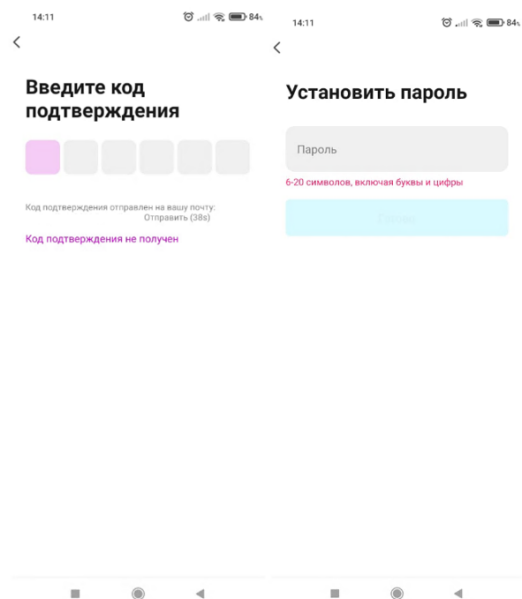 14:11
84%
Введите код
подтверждения
Код подтверждения отправлен на вашу почту:
Отправить (38s)
Код подтверждения не получен
14:11
84%
Установить пароль
Пароль
6-20 символов, включая буквы и цифры